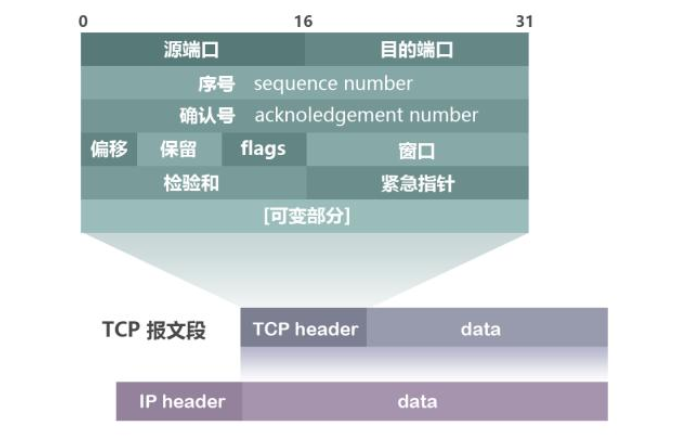 0 16 31
源端口 目的端口
序号 sequence number
确认号 acknoledgement number
偏移 保留 flags 窗口
检验和 紧急指针
[可变部分]
TCP 报文段 TCP header data
IP header data